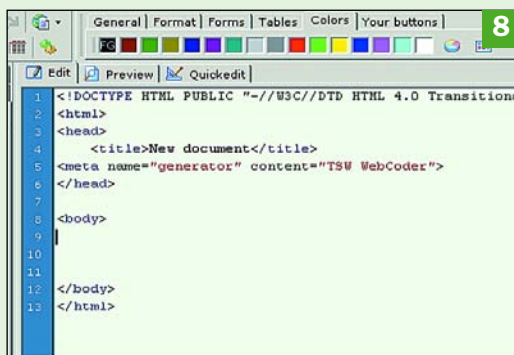 General Format Forms Tables Colors Your buttons
8
FG
Edit Preview Quickedit
1 <!DOCTYPE HTML PUBLIC "-//W3C//DTD HTML 4.0 Transition
2 <html>
3 <head>
4 <title>New document</title>
5 <meta name="generator" content="TSW WebCoder">
6 </head>
7
8 <body>
9
10
11
12 </body>
13 </html>